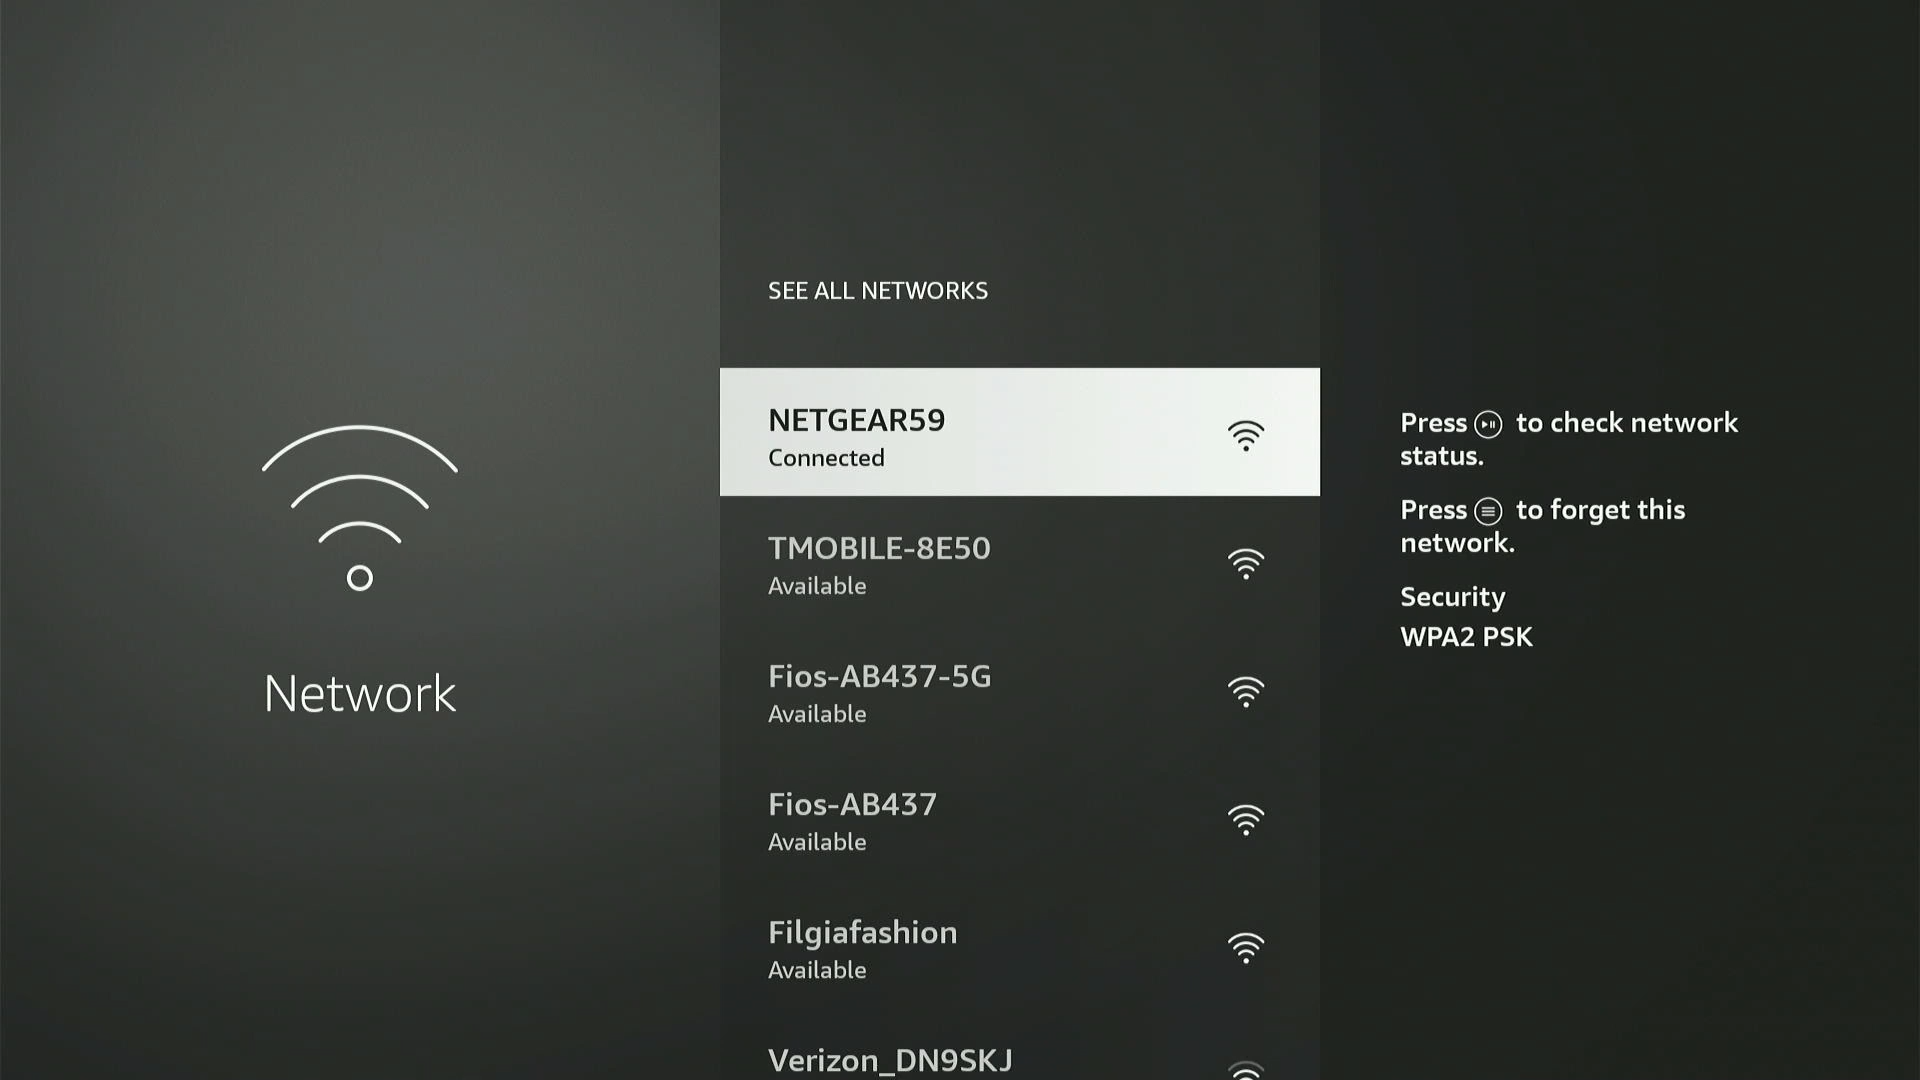 Network
SEE ALL NETWORKS
NETGEAR59
Connected
TMOBILE-8E50
Available
Fios-AB437-5G
Available
Fios-AB437
Available
Filgiafashion
Available
Verizon_DN9SKJ
Press to check network
status.
Press to forget this
network.
Security
WPA2 PSK